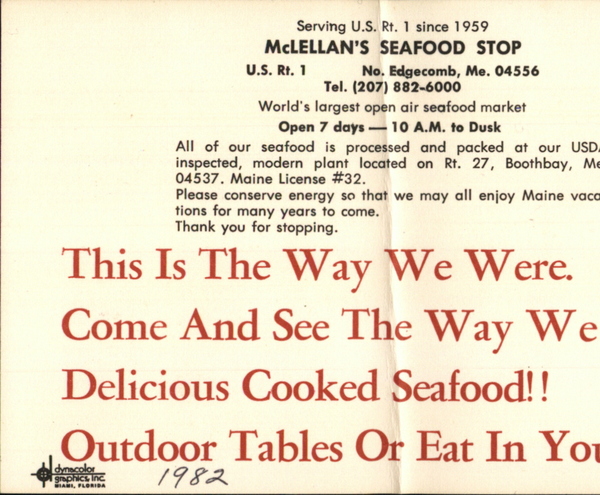 Serving U.S. Rt. 1 since 1959
McLELLAN'S SEAFOOD STOP
U.S. Rt. 1 No. Edgecomb, Me. 04556
Tel. (207) 882-6000
World's largest open air seafood market
Open 7 days — 10 A.M. to Dusk
All of our seafood is processed and packed at our USDA
inspected, modern plant located on Rt. 27, Boothbay, Me
04537. Maine License #32.
Please conserve energy so that we may all enjoy Maine vaca
tions for many years to come.
Thank you for stopping.
This Is The Way We Were.
Come And See The Way We
Delicious Cooked Seafood!!
Outdoor Tables Or Eat In You
dynacolor
graphics, inc.
MIAMI, FLORIDA
1982